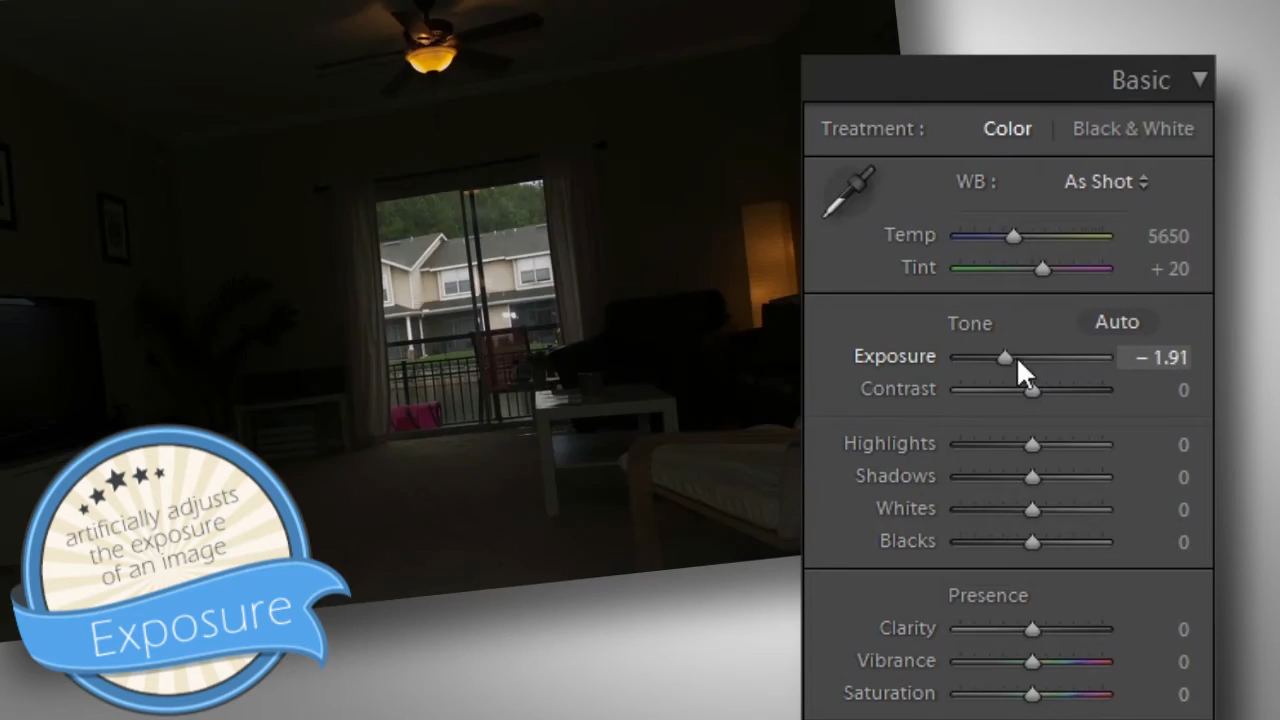 Basic
Treatment : Color | Black & White
WB : As Shot
Temp 5650
Tint + 20
Tone Auto
Exposure – 1.91
Contrast 0
Highlights 0
Shadows 0
Whites 0
Blacks 0
Presence
Clarity 0
Vibrance 0
Saturation 0
artificially adjusts
the exposure
of an image
Exposure